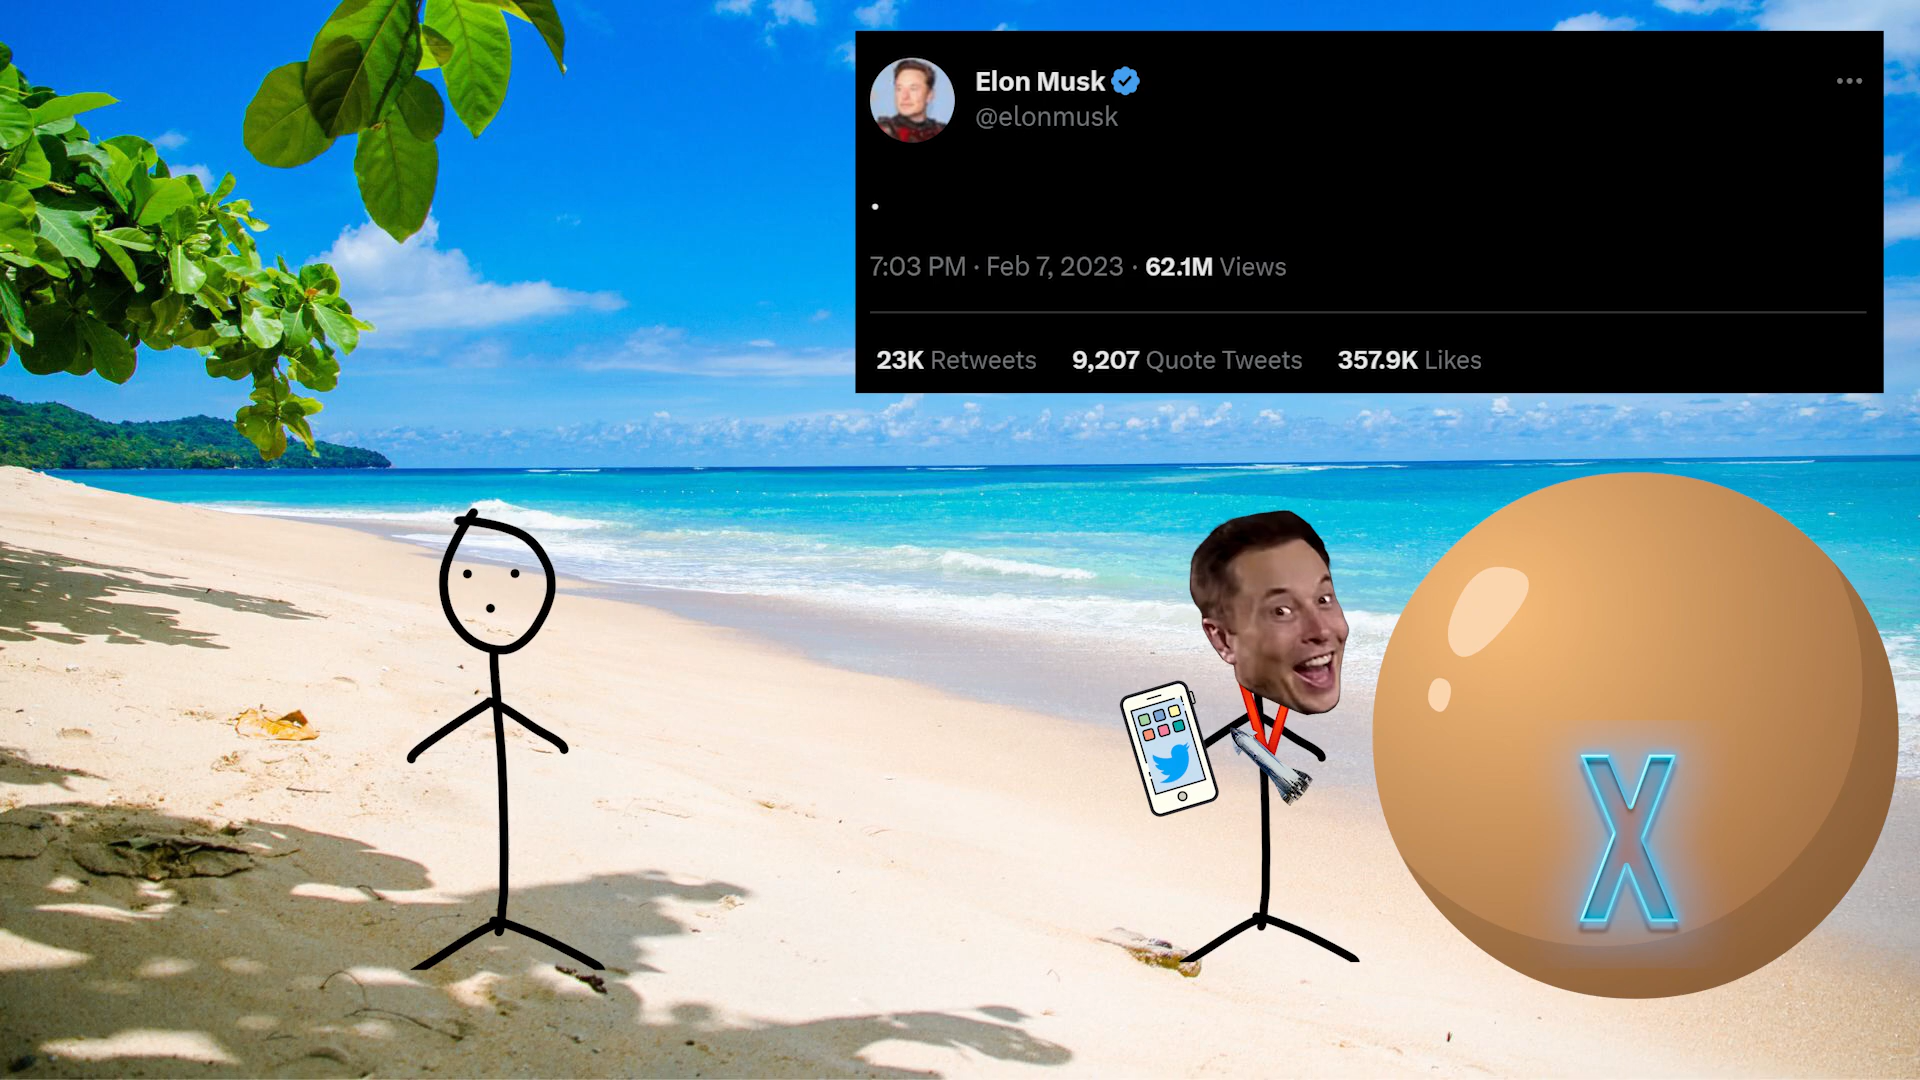 Elon Musk
@elonmusk
.
7:03 PM · Feb 7, 2023 · 62.1M Views
23K Retweets 9,207 Quote Tweets 357.9K Likes
X